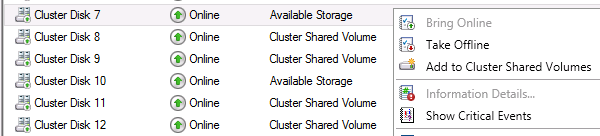 Cluster Disk 7 Online Available Storage
Cluster Disk 8 Online Cluster Shared Volume
Cluster Disk 9 Online Cluster Shared Volume
Cluster Disk 10 Online Available Storage
Cluster Disk 11 Online Cluster Shared Volume
Cluster Disk 12 Online Cluster Shared Volume
Bring Online
Take Offline
Add to Cluster Shared Volumes
Information Details...
Show Critical Events